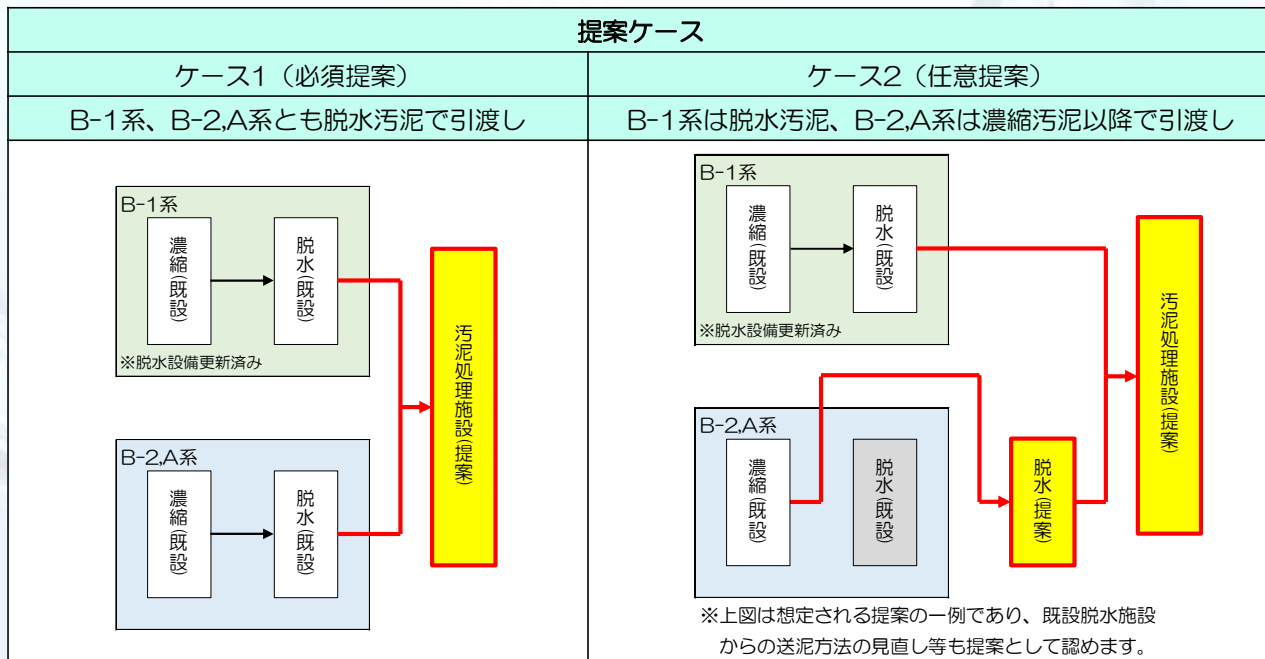 提案ケース
ケース1（必須提案）
ケース2（任意提案）
B-1系、B-2,A系とも脱水汚泥で引渡し
B-1系は脱水汚泥、B-2,A系は濃縮汚泥以降で引渡し
B-1系
濃縮(既設)
脱水(既設)
※脱水設備更新済み
B-2,A系
濃縮(既設)
脱水(既設)
汚泥処理施設(提案)
B-1系
濃縮(既設)
脱水(既設)
※脱水設備更新済み
B-2,A系
濃縮(既設)
脱水(既設)
脱水(提案)
汚泥処理施設(提案)
※上図は想定される提案の一例であり、既設脱水施設
からの送泥方法の見直し等も提案として認めます。